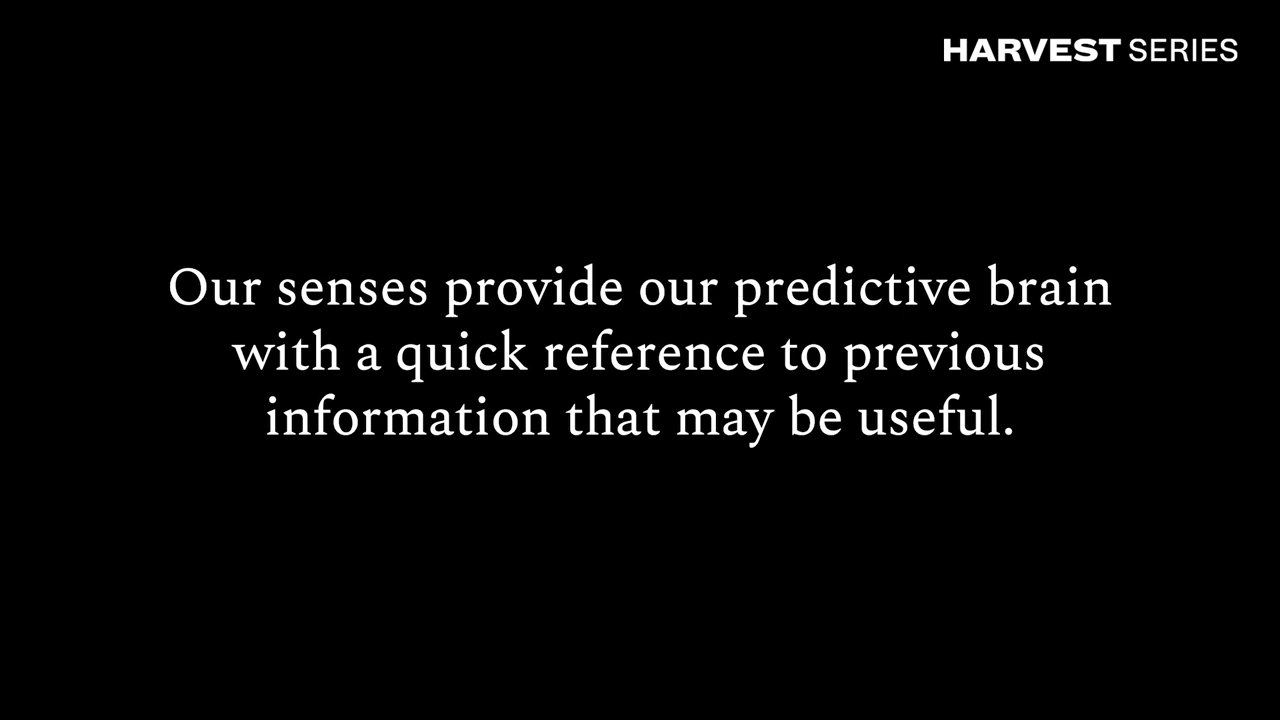 HARVEST SERIES
Our senses provide our predictive brain
with a quick reference to previous
information that may be useful.